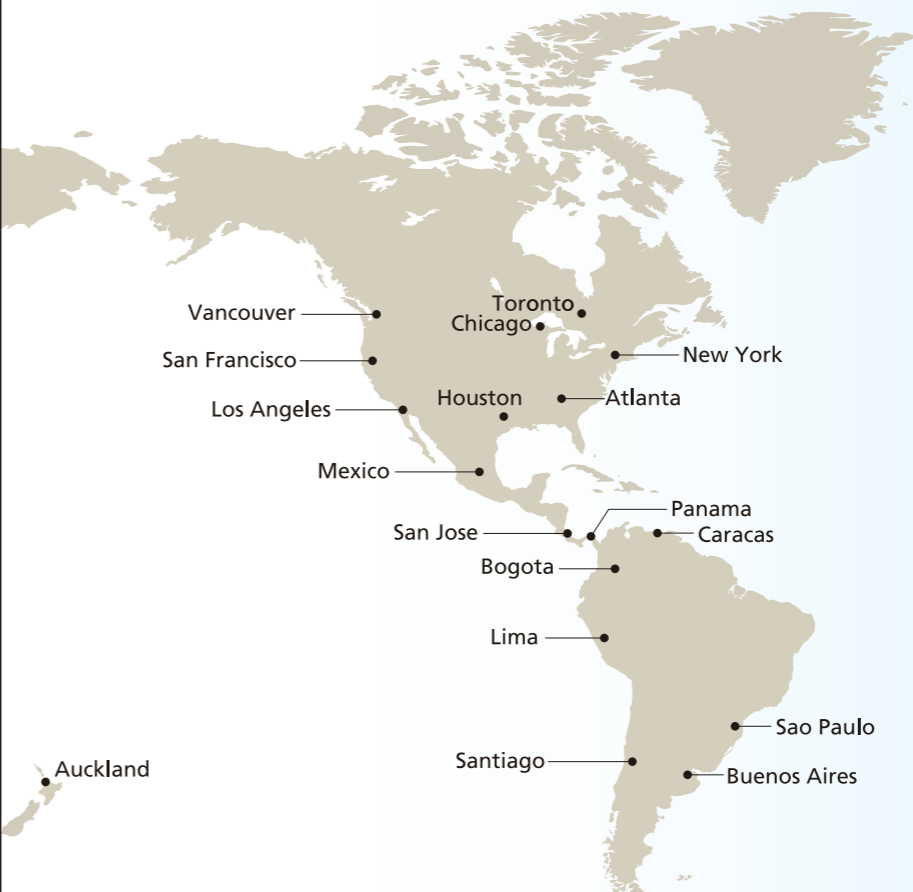 Toronto
Vancouver
Chicago
New York
San Francisco
Houston
Atlanta
Los Angeles
Mexico
Panama
San Jose
Caracas
Bogota
Lima
Sao Paulo
Santiago
Auckland
Buenos Aires